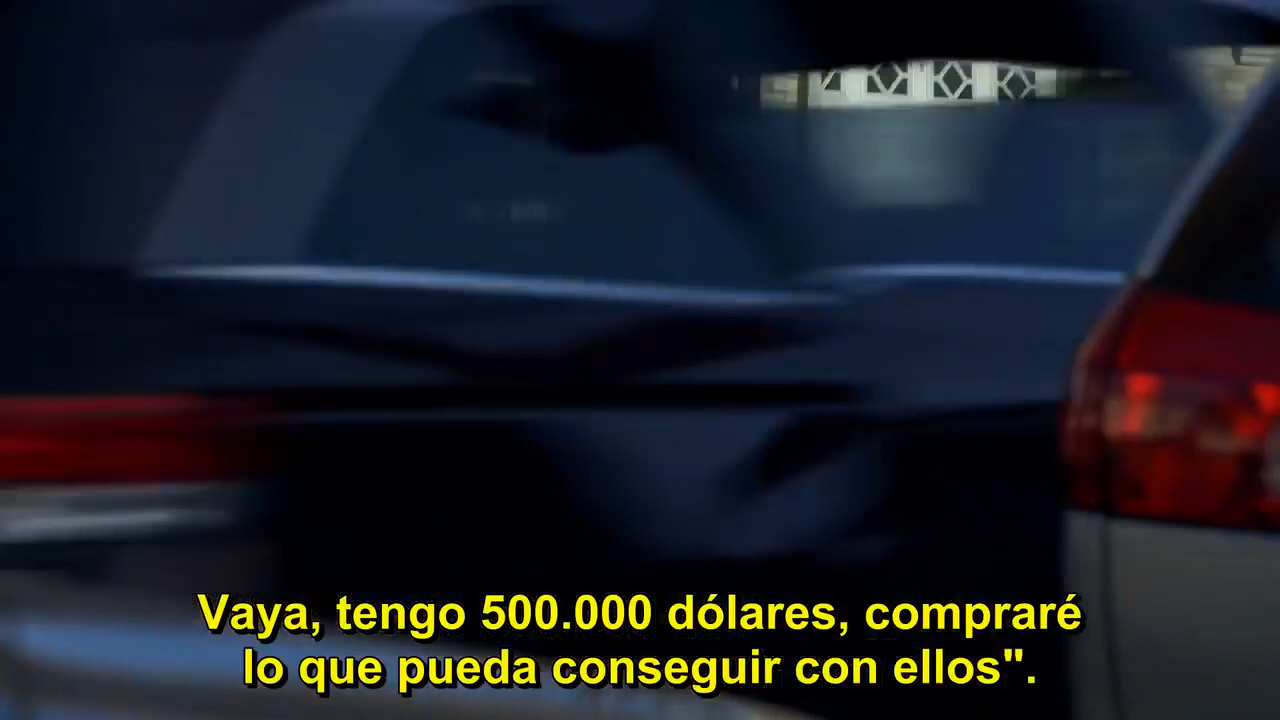 Vaya, tengo 500.000 dólares, compraré
lo que pueda conseguir con ellos".